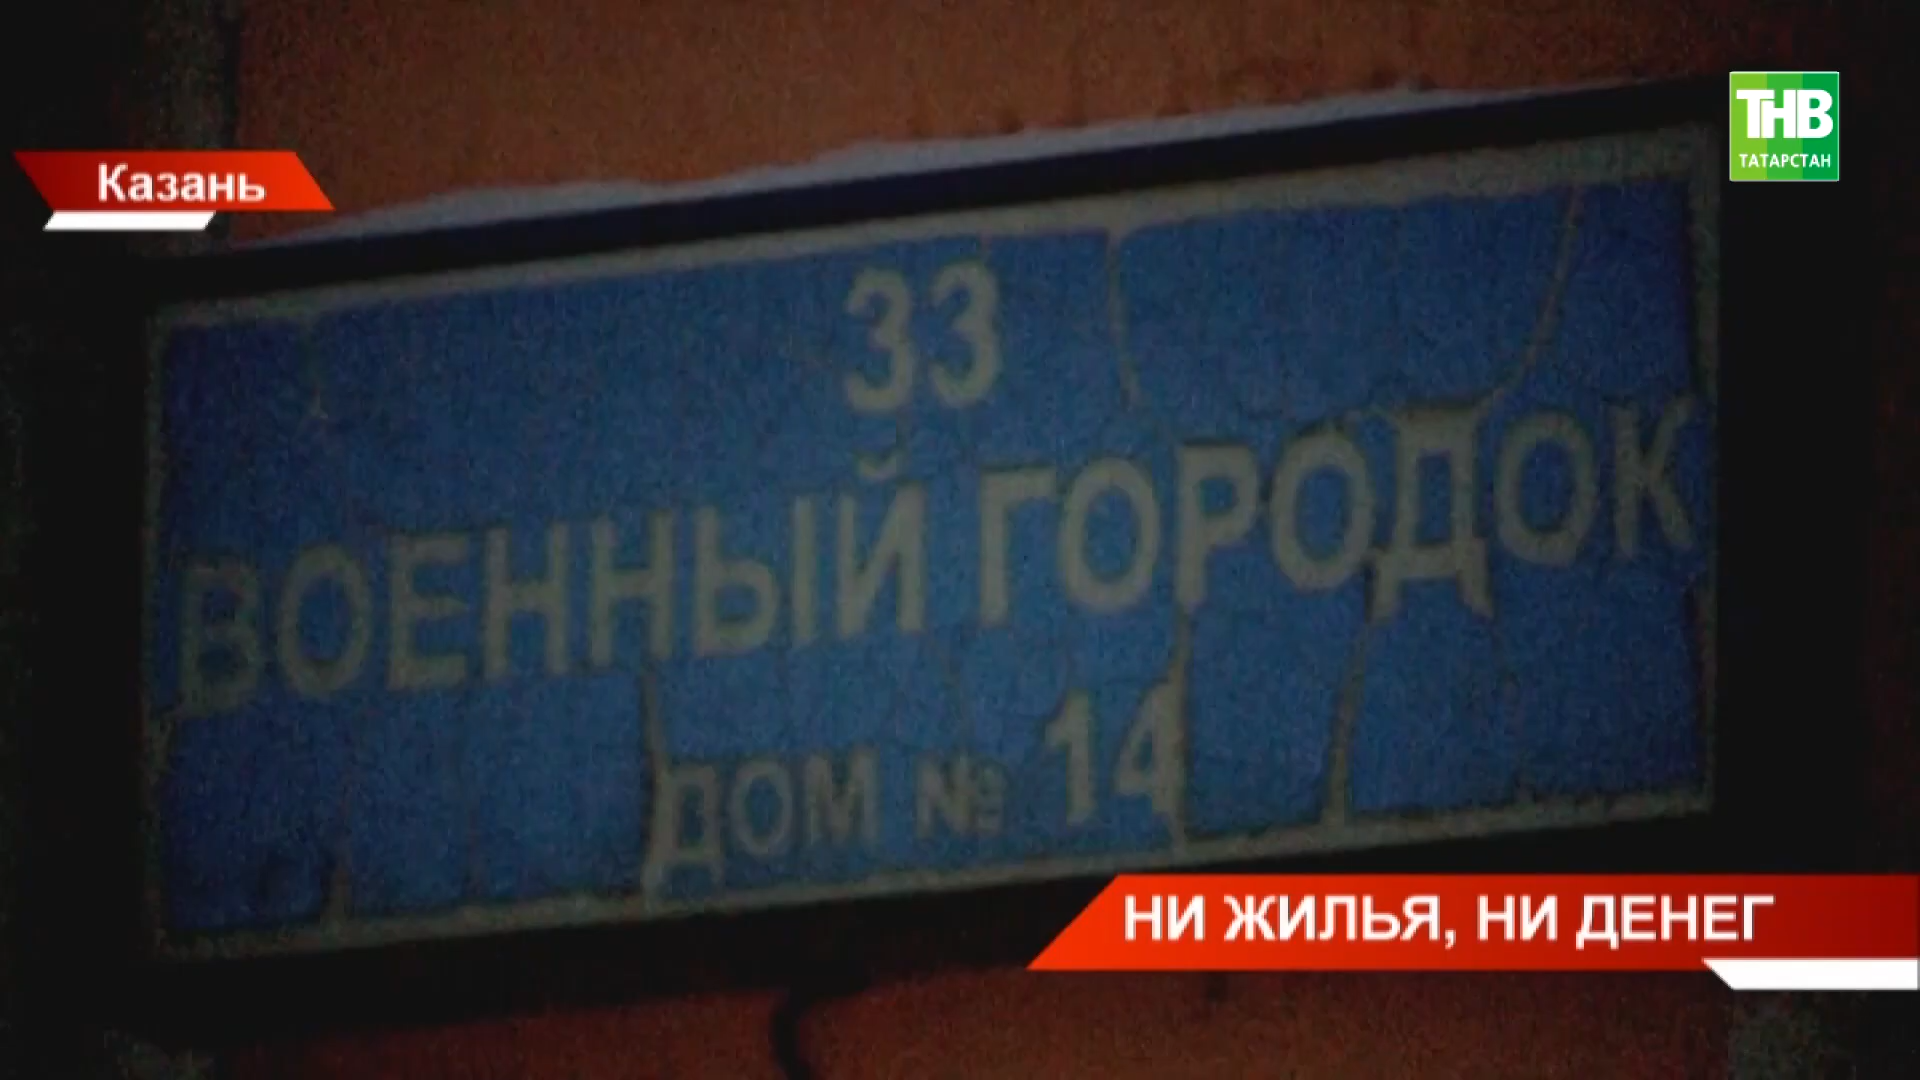 ТНВ
ТАТАРСТАН
Казань
33
ВОЕННЫЙ ГОРОДОК
ДОМ № 14
НИ ЖИЛЬЯ, НИ ДЕНЕГ